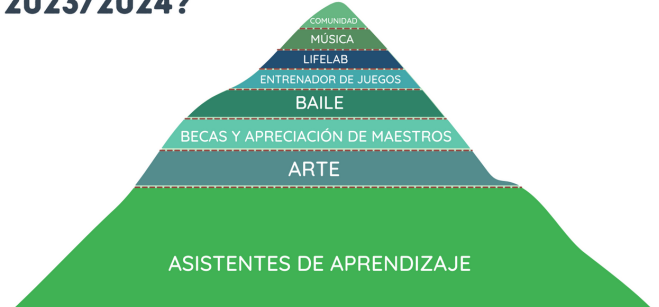 2023/2024?
COMUNIDAD
MÚSICA
LIFELAB
ENTRENADOR DE JUEGOS
BAILE
BECAS Y APRECIACIÓN DE MAESTROS
ARTE
ASISTENTES DE APRENDIZAJE